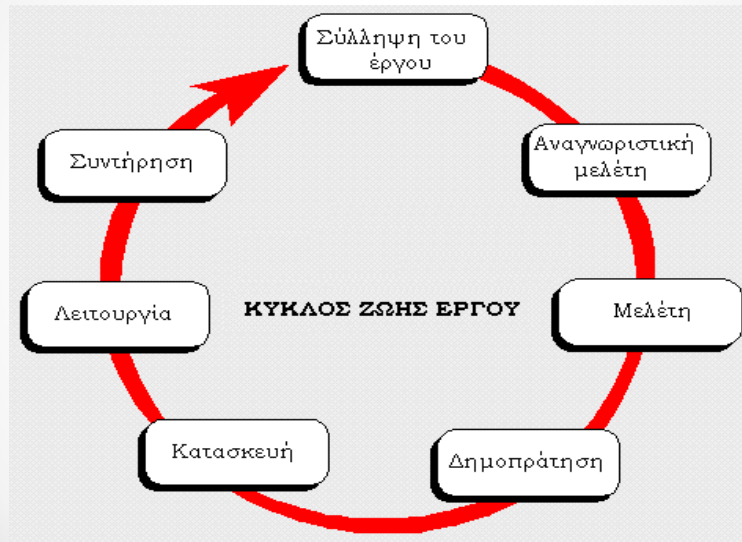 Σύλληψη του
έργου
Αναγνωριστική
μελέτη
Μελέτη
Δημοπράτηση
Κατασκευή
Λειτουργία
Συντήρηση
ΚΥΚΛΟΣ ΖΩΗΣ ΕΡΓΟΥ